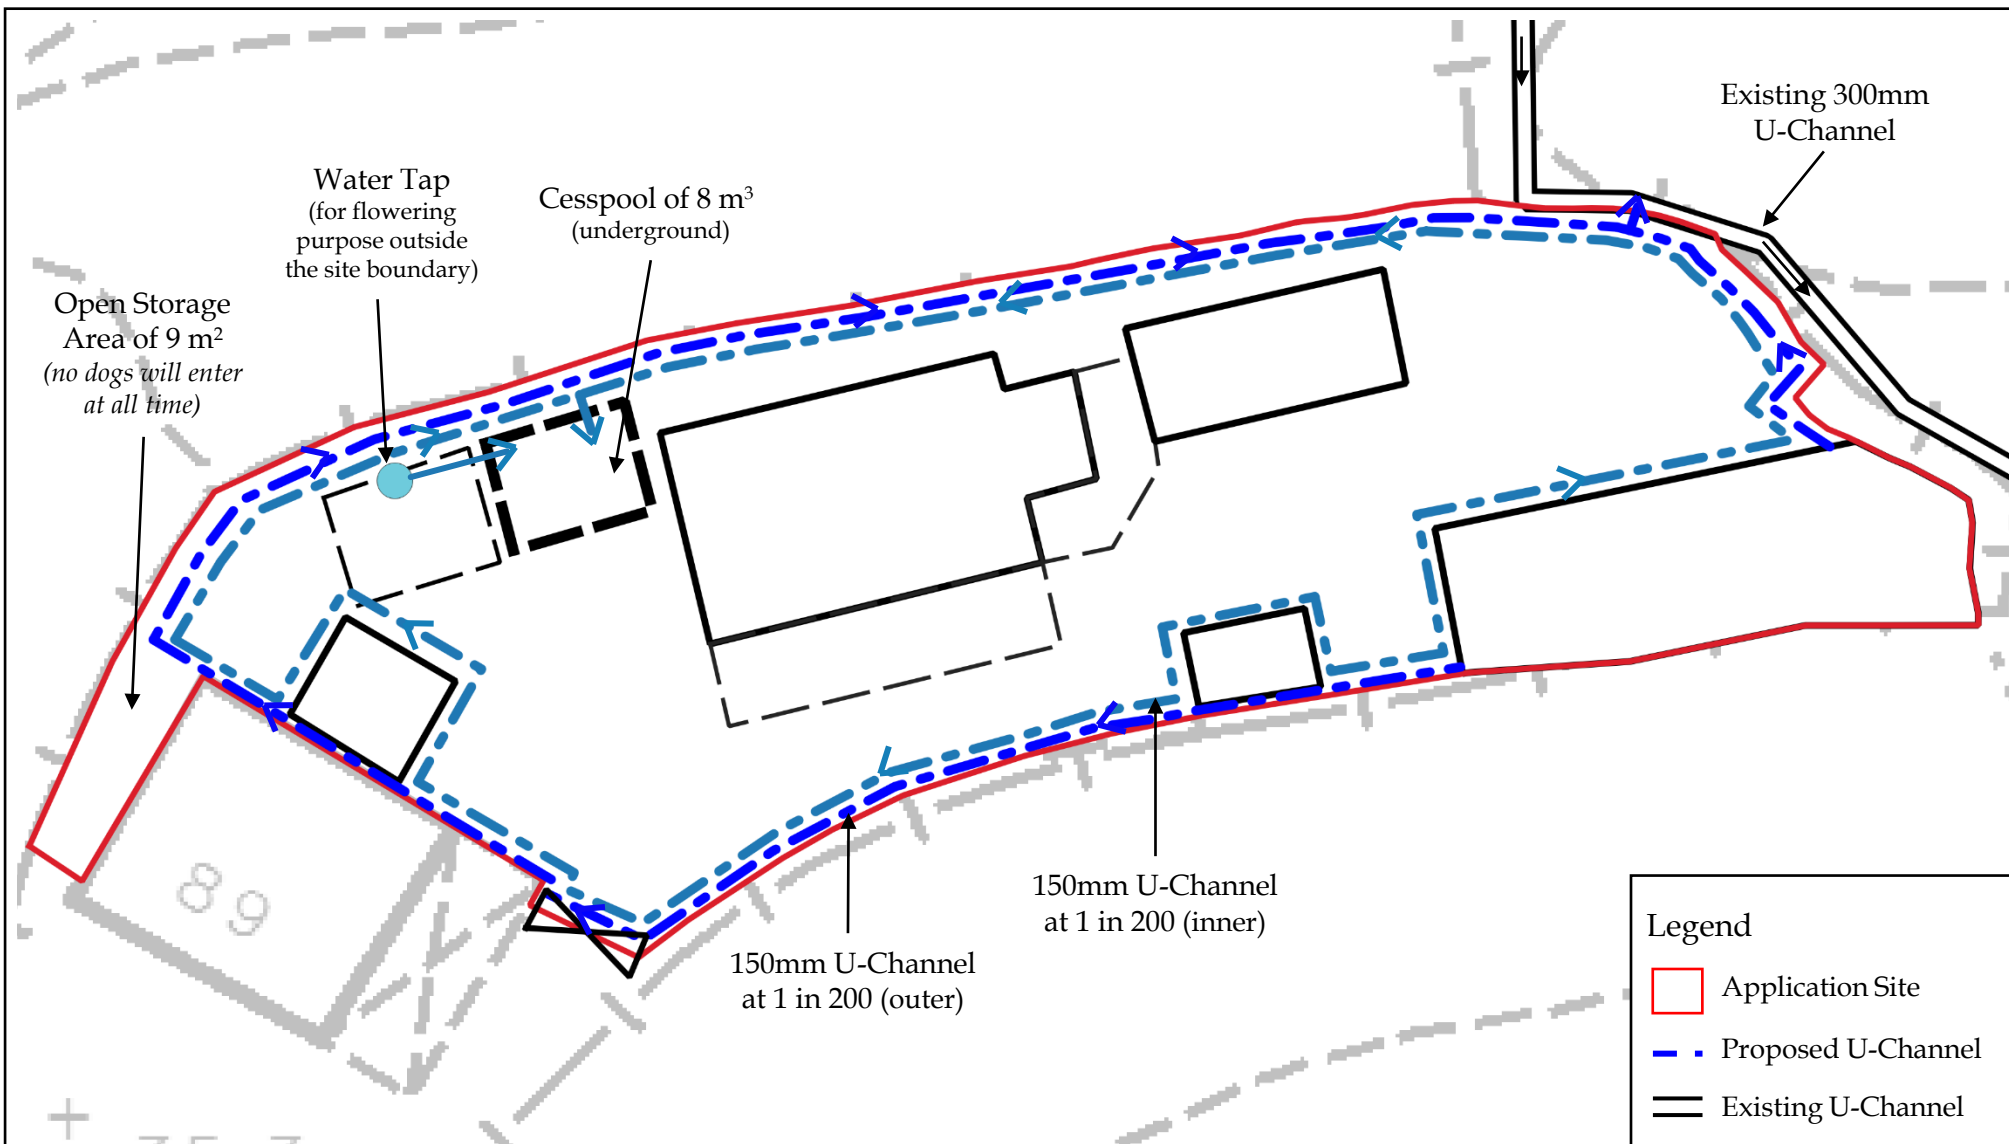 Existing 300mm
U-Channel
Water Tap
(for flowering
purpose outside
the site boundary)
Cesspool of 8 m³
(underground)
Open Storage
Area of 9 m²
(no dogs will enter
at all time)
89
150mm U-Channel
at 1 in 200 (inner)
150mm U-Channel
at 1 in 200 (outer)
Legend
Application Site
Proposed U-Channel
Existing U-Channel